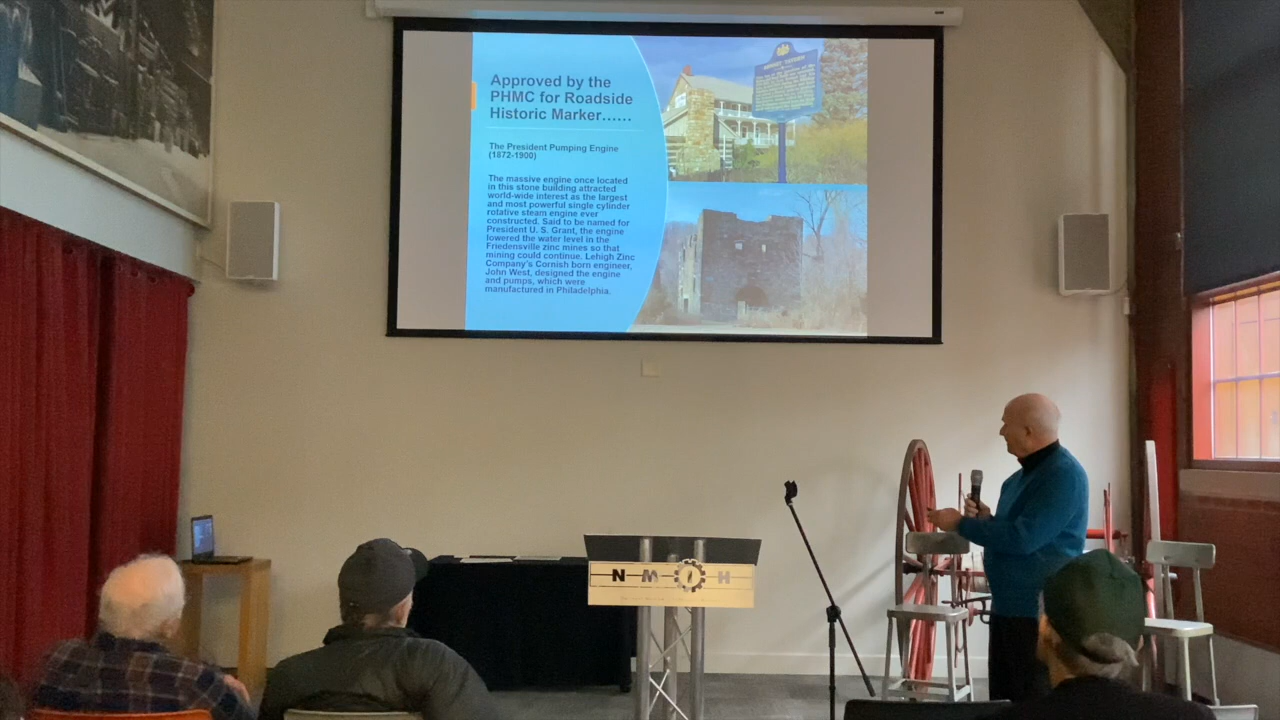 Approved by the
PHMC for Roadside
Historic Marker......
The President Pumping Engine
(1872-1900)
The massive engine once located
in this stone building attracted
world-wide interest as the largest
and most powerful single cylinder
rotative steam engine ever
constructed. Said to be named for
President U. S. Grant, the engine
lowered the water level in the
Friedensville zinc mines so that
mining could continue. Lehigh Zinc
Company's Cornish born engineer,
John West, designed the engine
and pumps, which were
manufactured in Philadelphia.
N M I H